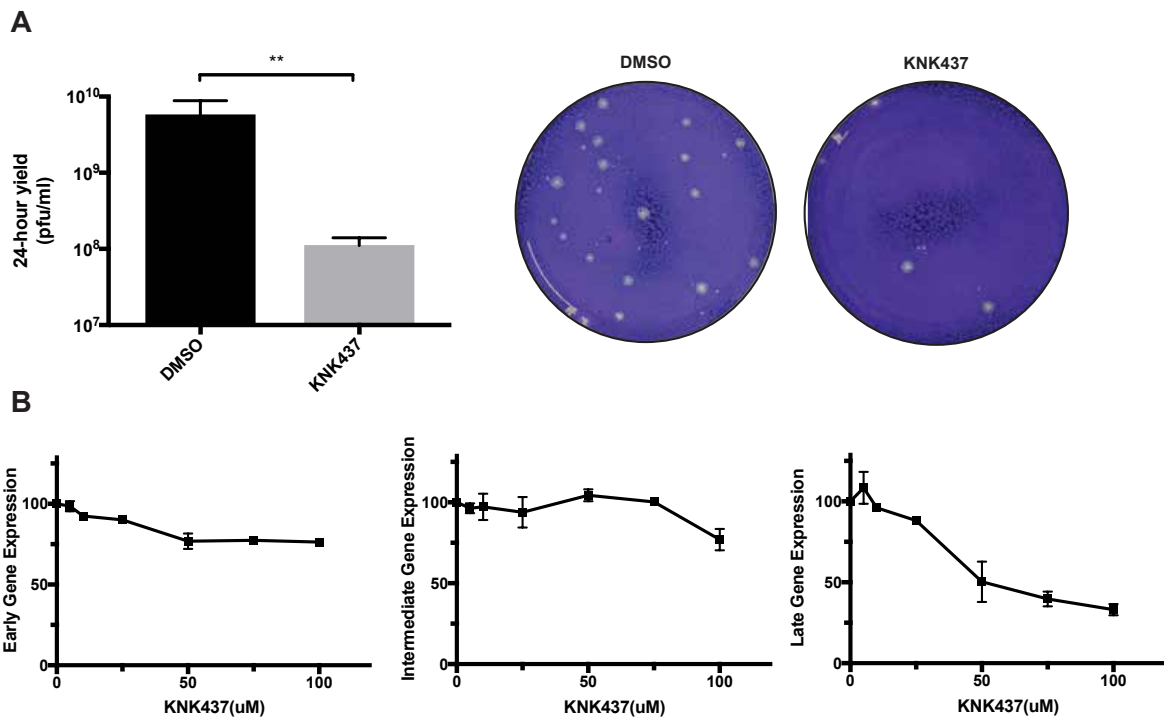 A
**
DMSO
KNK437
24-hour yield
(pfu/ml)
10¹⁰
10⁹
10⁸
10⁷
DMSO
KNK437
B
Early Gene Expression
100
50
0
0 50 100
KNK437(uM)
Intermediate Gene Expression
100
50
0
0 50 100
KNK437(uM)
Late Gene Expression
100
50
0
0 50 100
KNK437(uM)